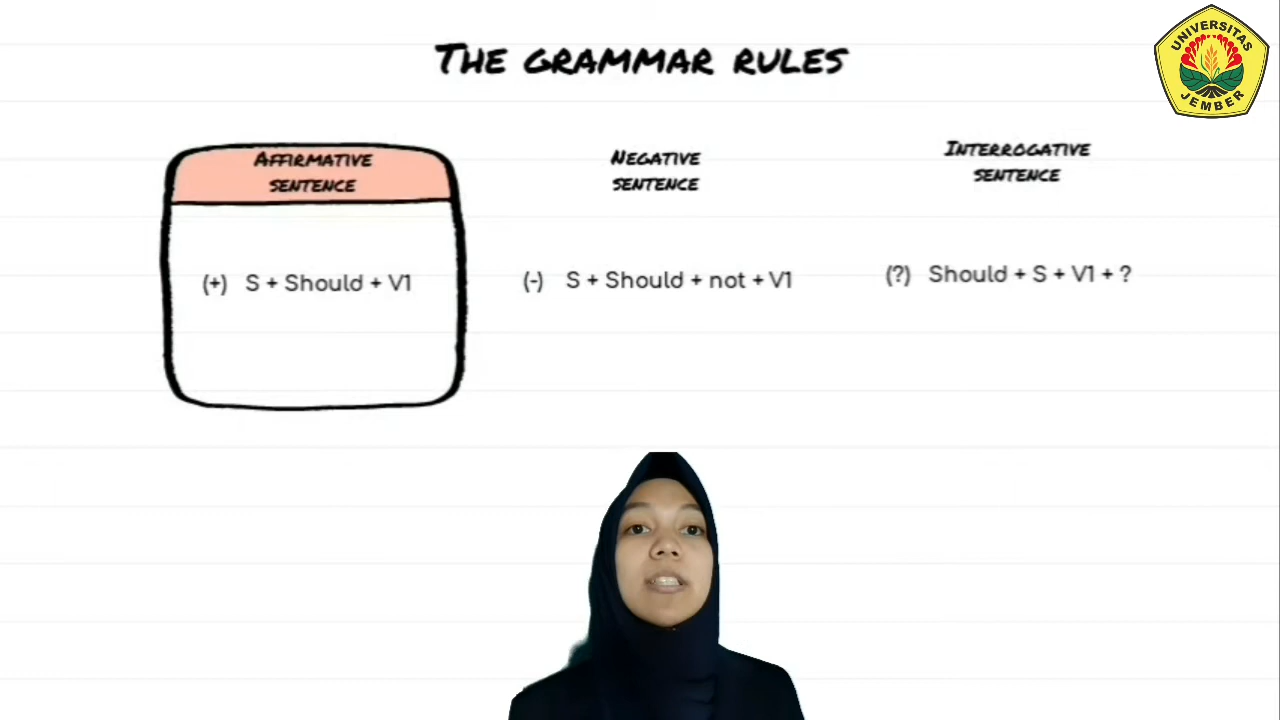 THE GRAMMAR RULES
UNIVERSITAS
JEMBER
AFFIRMATIVE
SENTENCE
(+) S + Should + V1
NEGATIVE
SENTENCE
(-) S + Should + not + V1
INTERROGATIVE
SENTENCE
(?) Should + S + V1 + ?